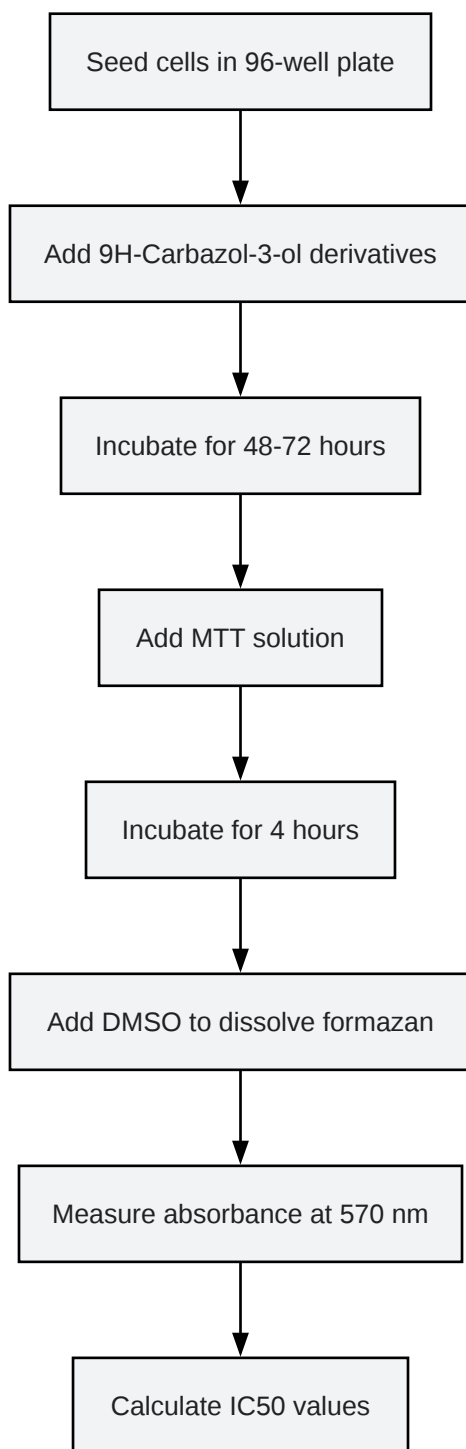 Seed cells in 96-well plate
Add 9H-Carbazol-3-ol derivatives
Incubate for 48-72 hours
Add MTT solution
Incubate for 4 hours
Add DMSO to dissolve formazan
Measure absorbance at 570 nm
Calculate IC50 values